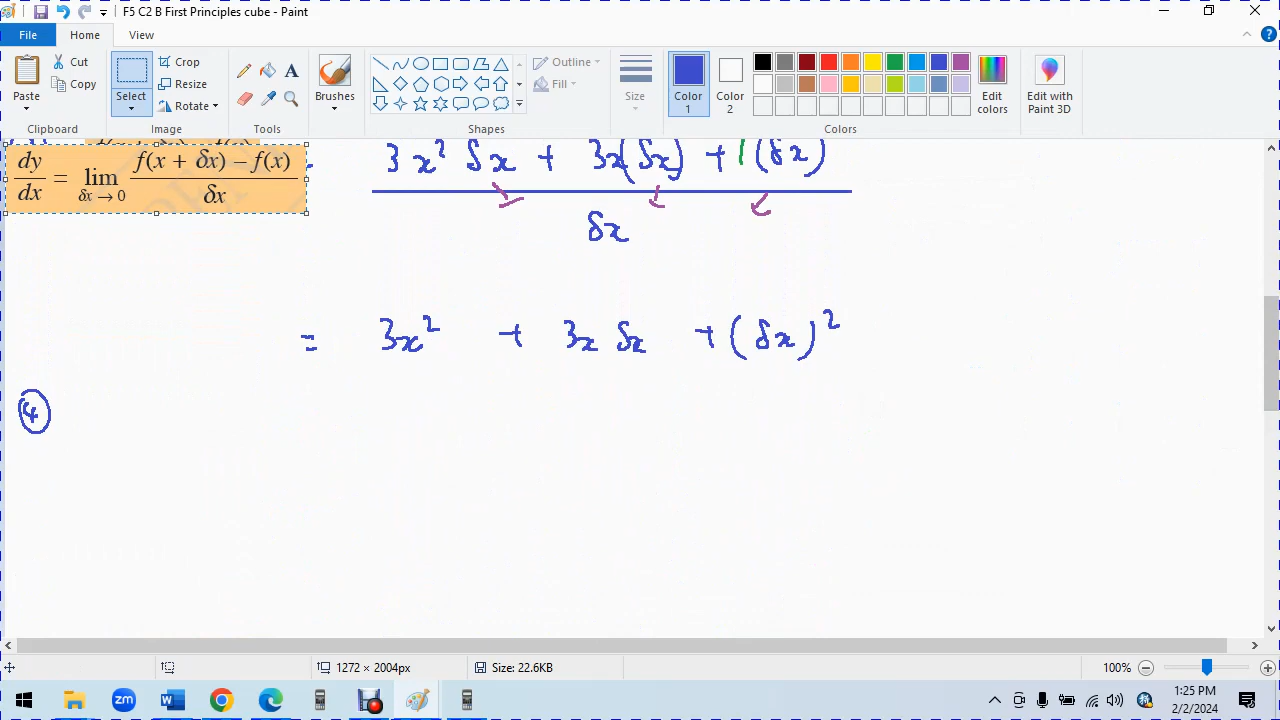 F5 C2 B First Principles cube - Paint
File Home View
Paste Cut Copy Clipboard
Select Crop Resize Rotate Image
Tools
Brushes
Shapes Outline Fill
Size
Color 1 Color 2 Colors
Edit colors
Edit with Paint 3D
dy/dx = lim δx → 0 f(x + δx) – f(x) / δx
3x² δx + 3x(δx) + 1(δx)
δx
= 3x² + 3x δx + (δx)²
④
1272 × 2004px Size: 22.6KB 100%
zm W
1:25 PM
2/2/2024